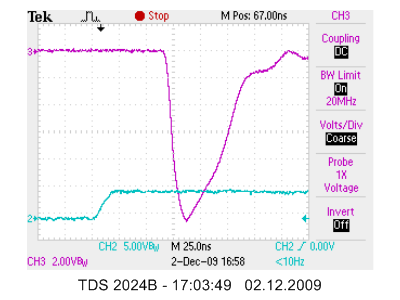 Tek Stop M Pos: 67.00ns CH3
Coupling
DC
BW Limit
On
20MHz
Volts/Div
Coarse
Probe
1X
Voltage
Invert
Off
3
2
CH2 5.00VBw M 25.0ns CH2 / 0.00V
CH3 2.00VBw 2-Dec-09 16:58 <10Hz
TDS 2024B - 17:03:49 02.12.2009